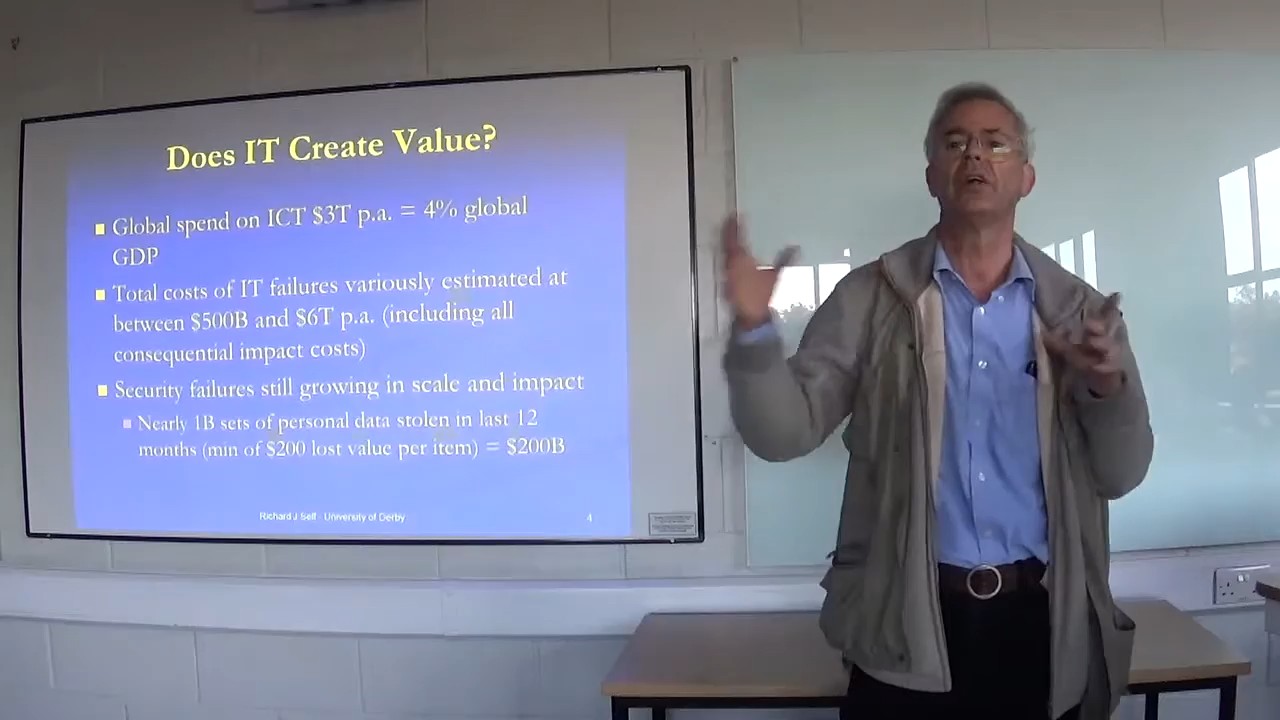 Does IT Create Value?
Global spend on ICT $3T p.a. = 4% global
GDP
Total costs of IT failures variously estimated at
between $500B and $6T p.a. (including all
consequential impact costs)
Security failures still growing in scale and impact
Nearly 1B sets of personal data stolen in last 12
months (min of $200 lost value per item) = $200B
Richard J Self - University of Derby
4